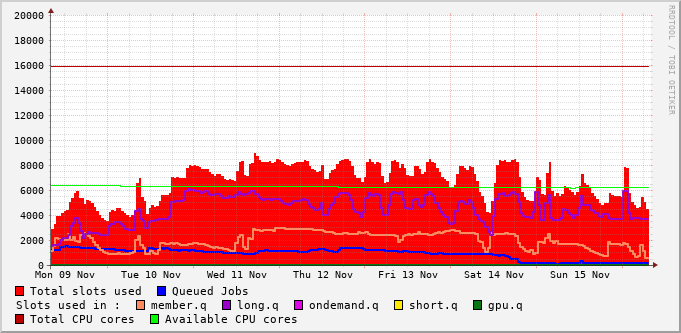 RRDTOOL / TOBI OETIKER
20000
18000
16000
14000
12000
10000
8000
6000
4000
2000
0
Mon 09 Nov Tue 10 Nov Wed 11 Nov Thu 12 Nov Fri 13 Nov Sat 14 Nov Sun 15 Nov
Total slots used Queued Jobs
Slots used in : member.q long.q ondemand.q short.q gpu.q
Total CPU cores Available CPU cores